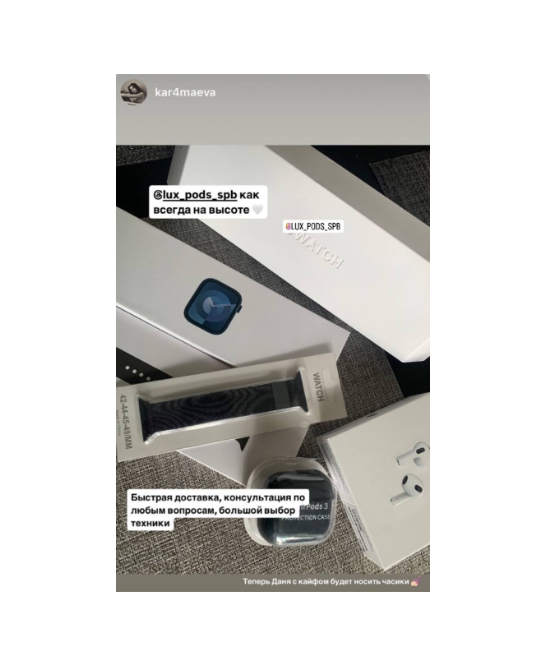 kar4maeva
@lux_pods_spb как
всегда на высоте
@LUX_PODS_SPB
WATCH
WATCH
42-44-45-49MM
AirPods 3
PROTECTION CASE
Быстрая доставка, консультация по
любым вопросам, большой выбор
техники
Теперь Даня с кайфом будет носить часики